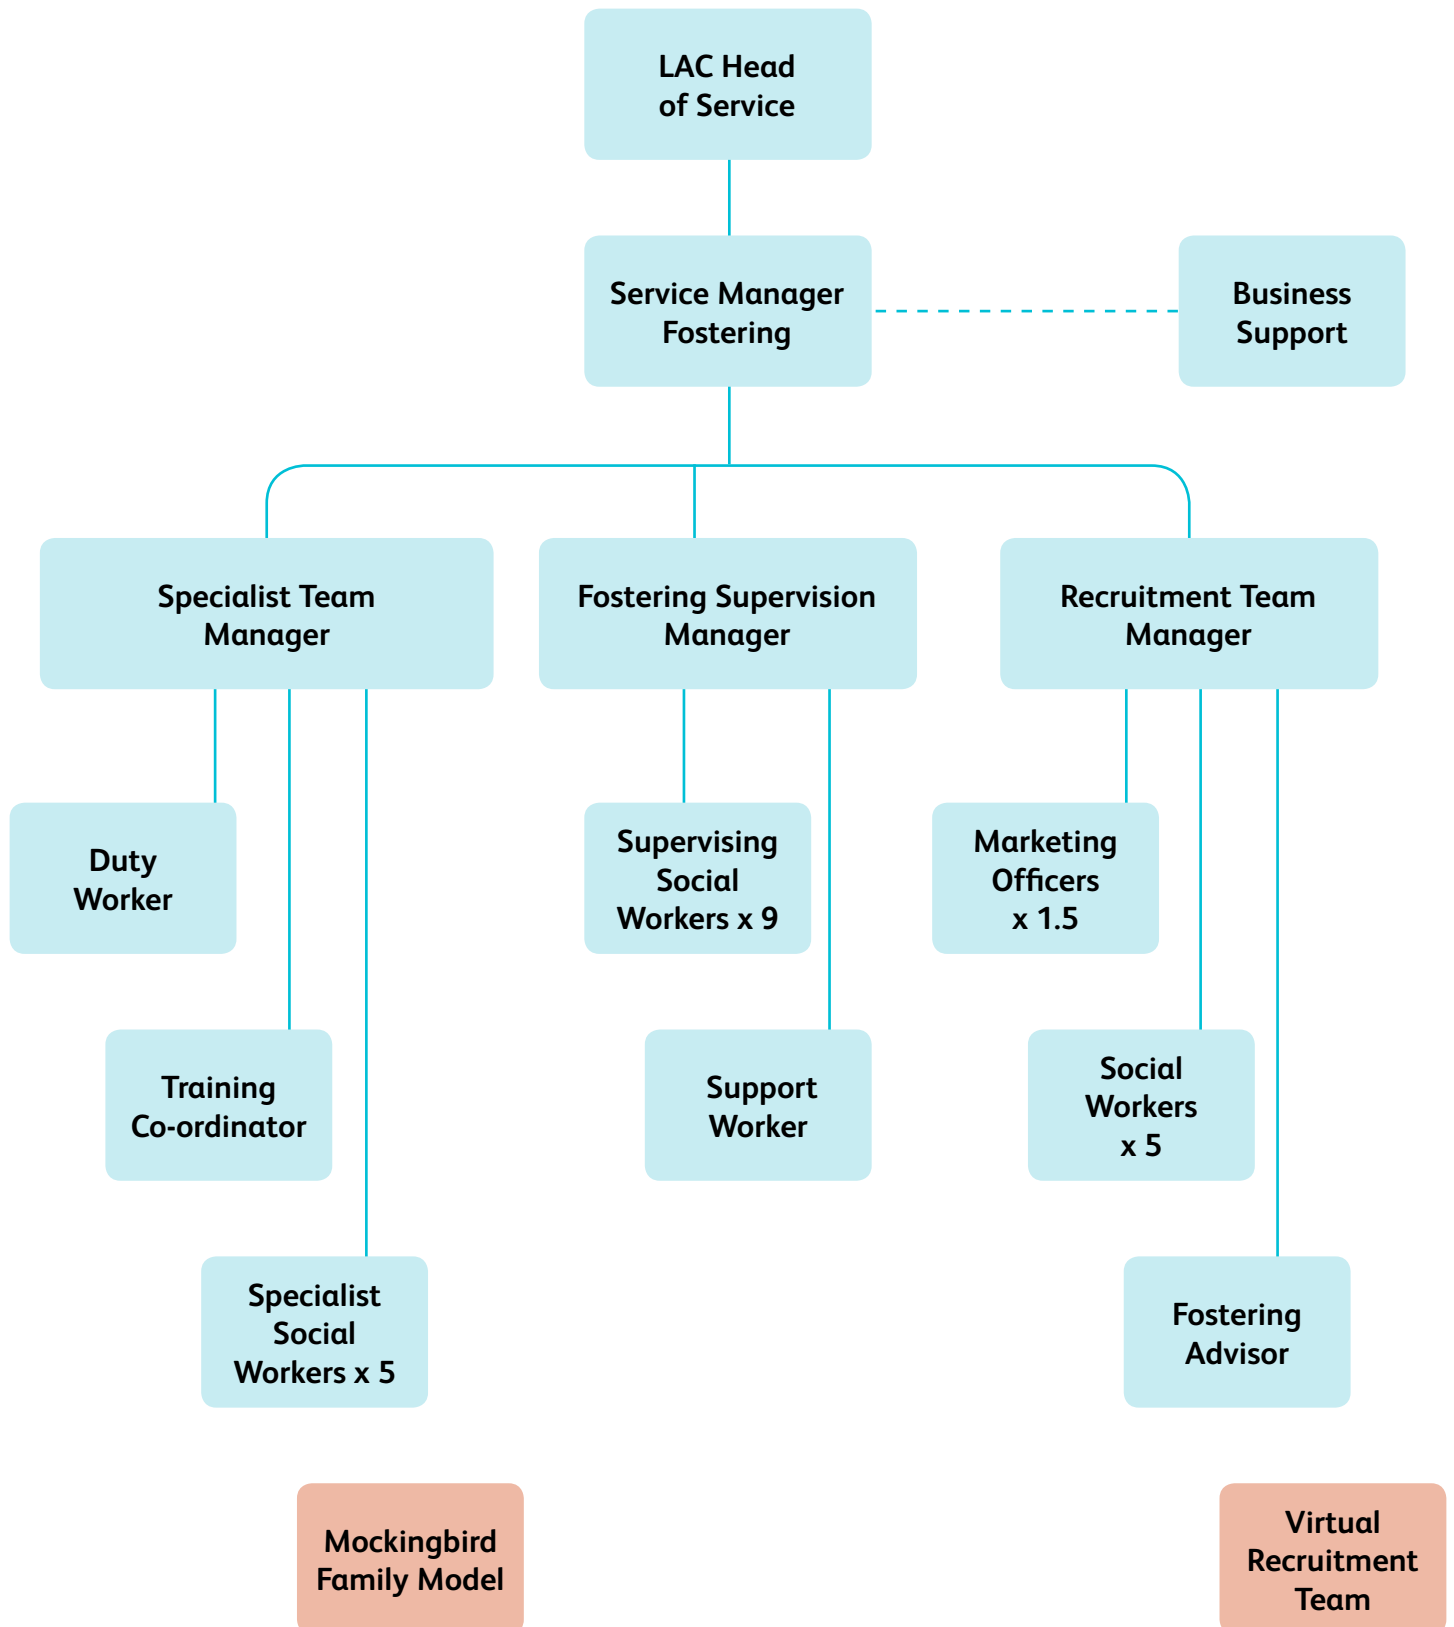 LAC Head
of Service
Service Manager
Fostering
Business
Support
Specialist Team
Manager
Fostering Supervision
Manager
Recruitment Team
Manager
Duty
Worker
Supervising
Social
Workers x 9
Marketing
Officers
x 1.5
Training
Co-ordinator
Support
Worker
Social
Workers
x 5
Specialist
Social
Workers x 5
Fostering
Advisor
Mockingbird
Family Model
Virtual
Recruitment
Team